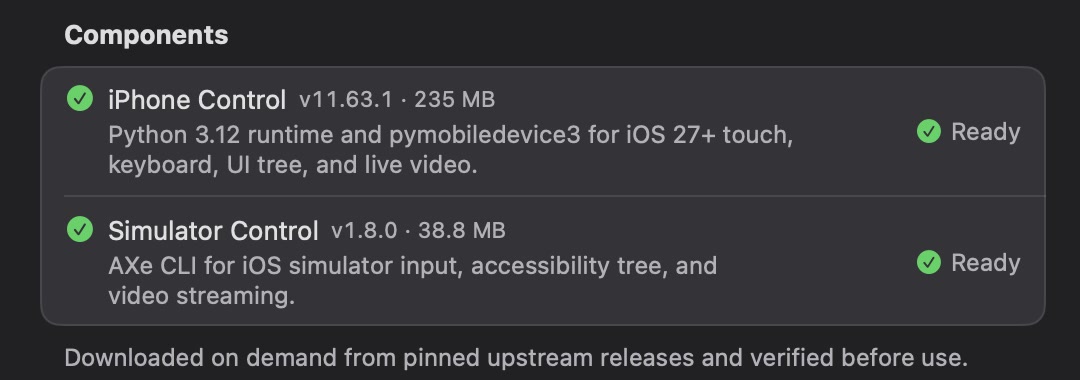 Components
iPhone Control v11.63.1 · 235 MB
Python 3.12 runtime and pymobiledevice3 for iOS 27+ touch,
keyboard, UI tree, and live video.
Ready
Simulator Control v1.8.0 · 38.8 MB
AXe CLI for iOS simulator input, accessibility tree, and
video streaming.
Ready
Downloaded on demand from pinned upstream releases and verified before use.